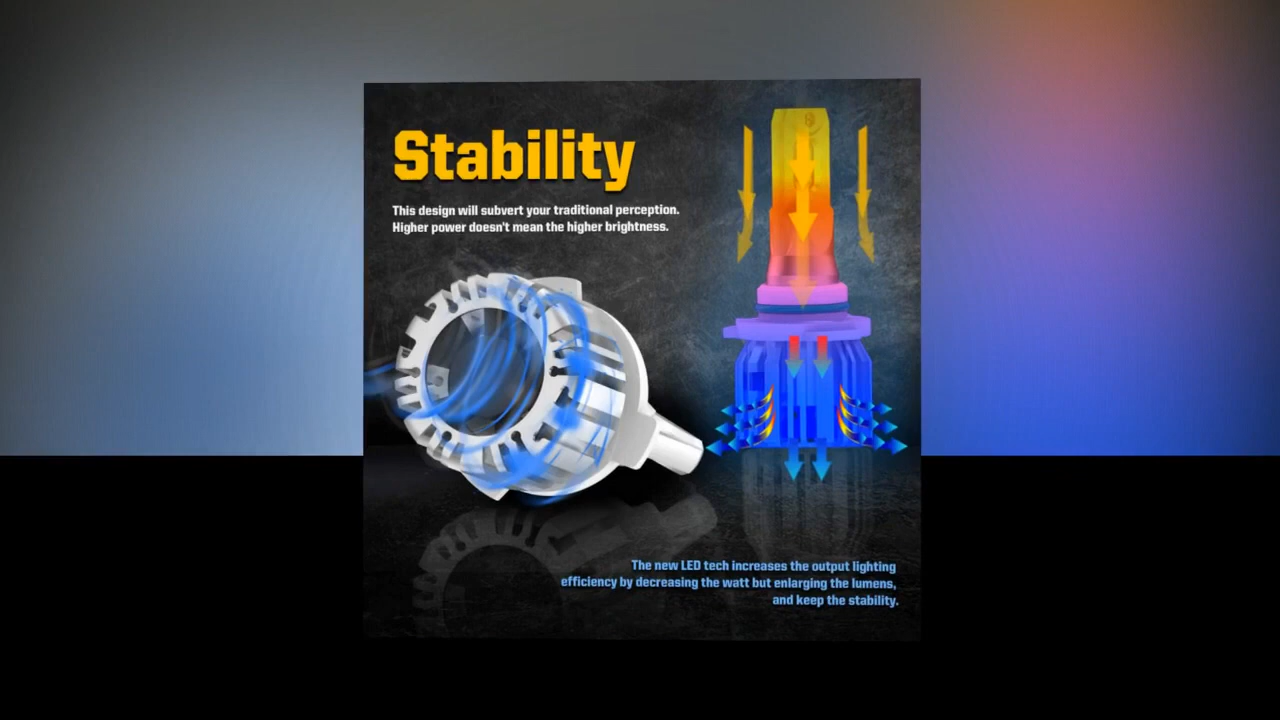 Stability
This design will subvert your traditional perception.
Higher power doesn't mean the higher brightness.
The new LED tech increases the output lighting
efficiency by decreasing the watt but enlarging the lumens,
and keep the stability.